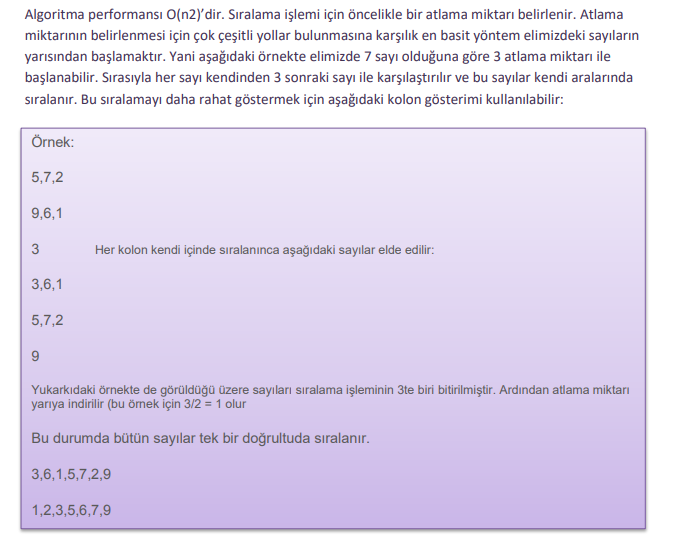 Algoritma performansı O(n2)’dir. Sıralama işlemi için öncelikle bir atlama miktarı belirlenir. Atlama
miktarının belirlenmesi için çok çeşitli yollar bulunmasına karşılık en basit yöntem elimizdeki sayıların
yarısından başlamaktır. Yani aşağıdaki örnekte elimizde 7 sayı olduğuna göre 3 atlama miktarı ile
başlanabilir. Sırasıyla her sayı kendinden 3 sonraki sayı ile karşılaştırılır ve bu sayılar kendi aralarında
sıralanır. Bu sıralamayı daha rahat göstermek için aşağıdaki kolon gösterimi kullanılabilir:
Örnek:
5,7,2
9,6,1
3 Her kolon kendi içinde sıralanınca aşağıdaki sayılar elde edilir:
3,6,1
5,7,2
9
Yukarkıdaki örnekte de görüldüğü üzere sayıları sıralama işleminin 3te biri bitirilmiştir. Ardından atlama miktarı
yarıya indirilir (bu örnek için 3/2 = 1 olur
Bu durumda bütün sayılar tek bir doğrultuda sıralanır.
3,6,1,5,7,2,9
1,2,3,5,6,7,9